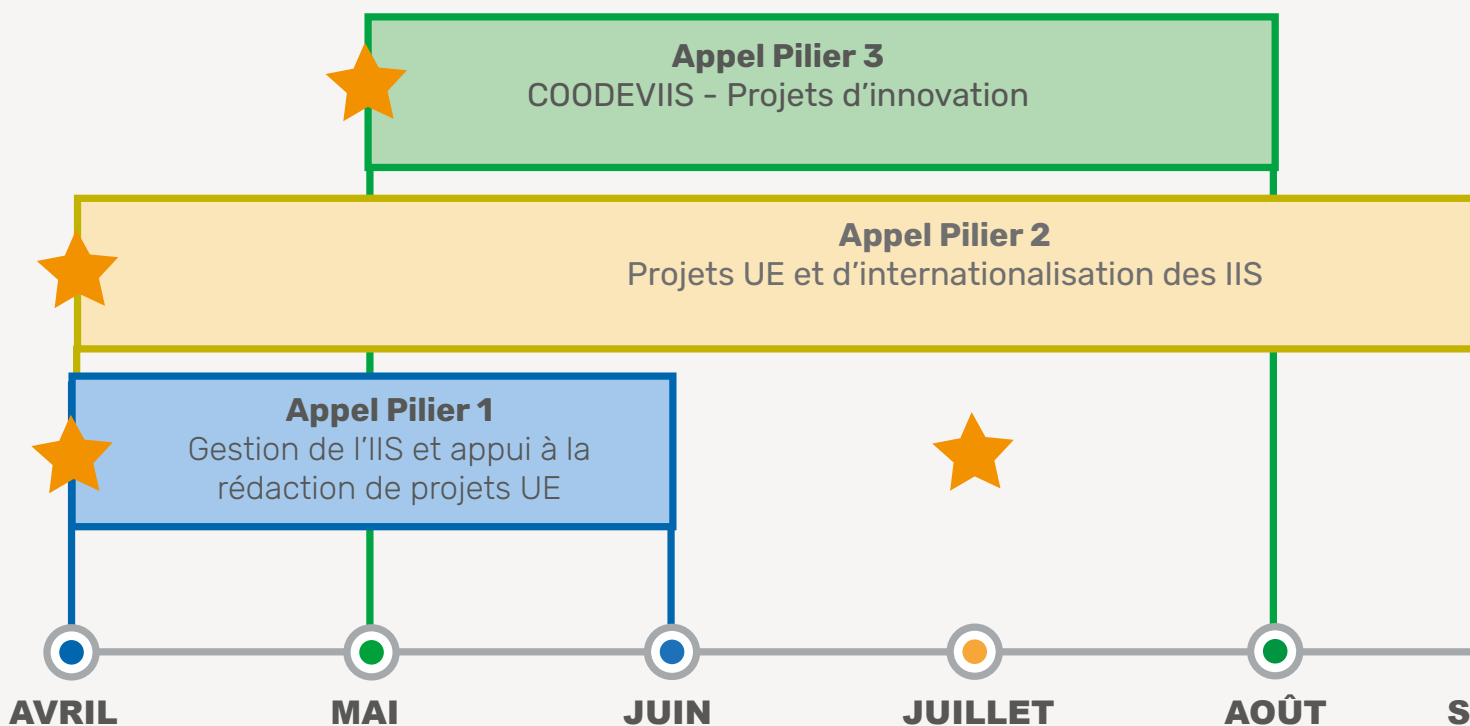 Appel Pilier 3
COODEVIIS - Projets d'innovation
Appel Pilier 2
Projets UE et d'internationalisation des IIS
Appel Pilier 1
Gestion de l'IIS et appui à la
rédaction de projets UE
AVRIL MAI JUIN JUILLET AOÛT S